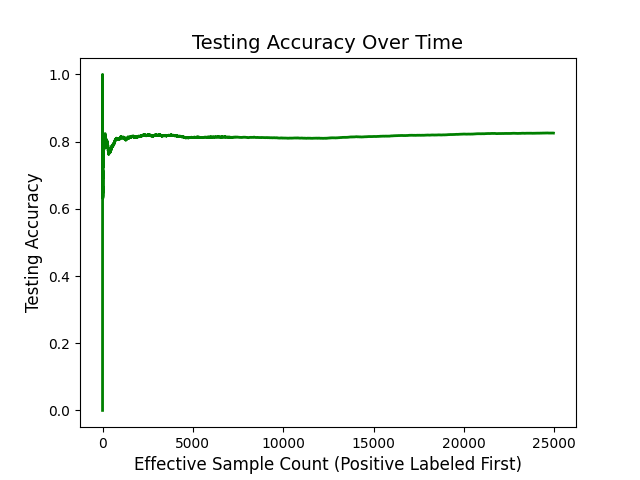 Testing Accuracy Over Time
1.0
0.8
0.6
0.4
0.2
0.0
Testing Accuracy
0 5000 10000 15000 20000 25000
Effective Sample Count (Positive Labeled First)